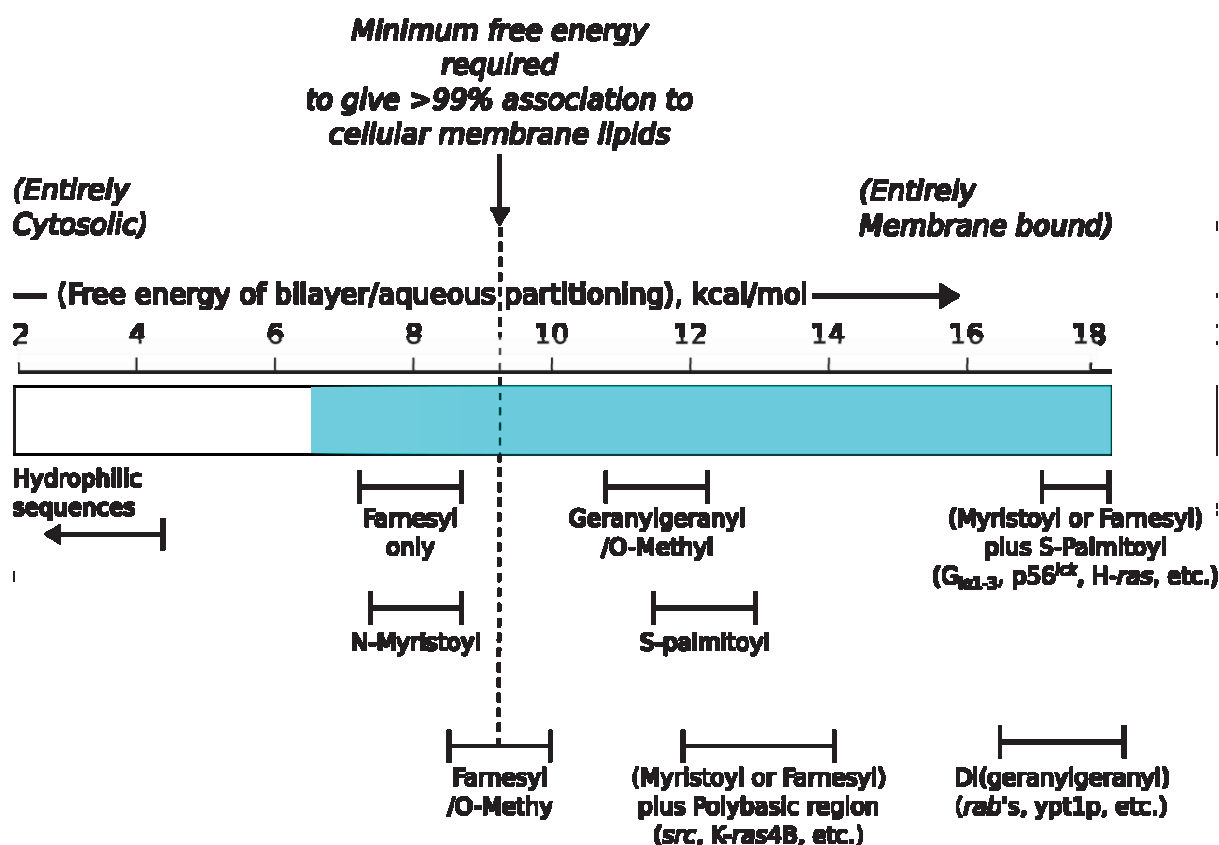 Minimum free energy
required
to give >99% association to
cellular membrane lipids
(Entirely
Cytosolic)
(Entirely
Membrane bound)
(Free energy of bilayer/aqueous partitioning), kcal/mol
2 4 6 8 10 12 14 16 18
Hydrophilic
sequences
Farnesyl
only
Geranylgeranyl
/O-Methyl
(Myristoyl or Farnesyl)
plus S-Palmitoyl
(Giα1-3, p56lck, H-ras, etc.)
N-Myristoyl
S-palmitoyl
Farnesyl
/O-Methy
(Myristoyl or Farnesyl)
plus Polybasic region
(src, K-ras4B, etc.)
Di(geranylgeranyl)
(rab's, ypt1p, etc.)